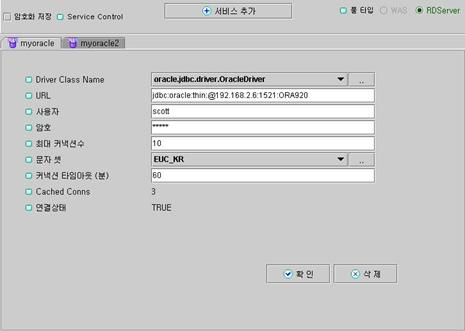 암호화 저장 Service Control 서비스 추가 풀 타입 WAS RDServer
myoracle myoracle2
Driver Class Name oracle.jdbc.driver.OracleDriver ..
URL jdbc:oracle:thin:@192.168.2.6:1521:ORA920
사용자 scott
암호 *****
최대 커넥션수 10
문자 셋 EUC_KR ..
커넥션 타임마웃 (분) 60
Cached Conns 3
연결상태 TRUE
확 인 삭 제